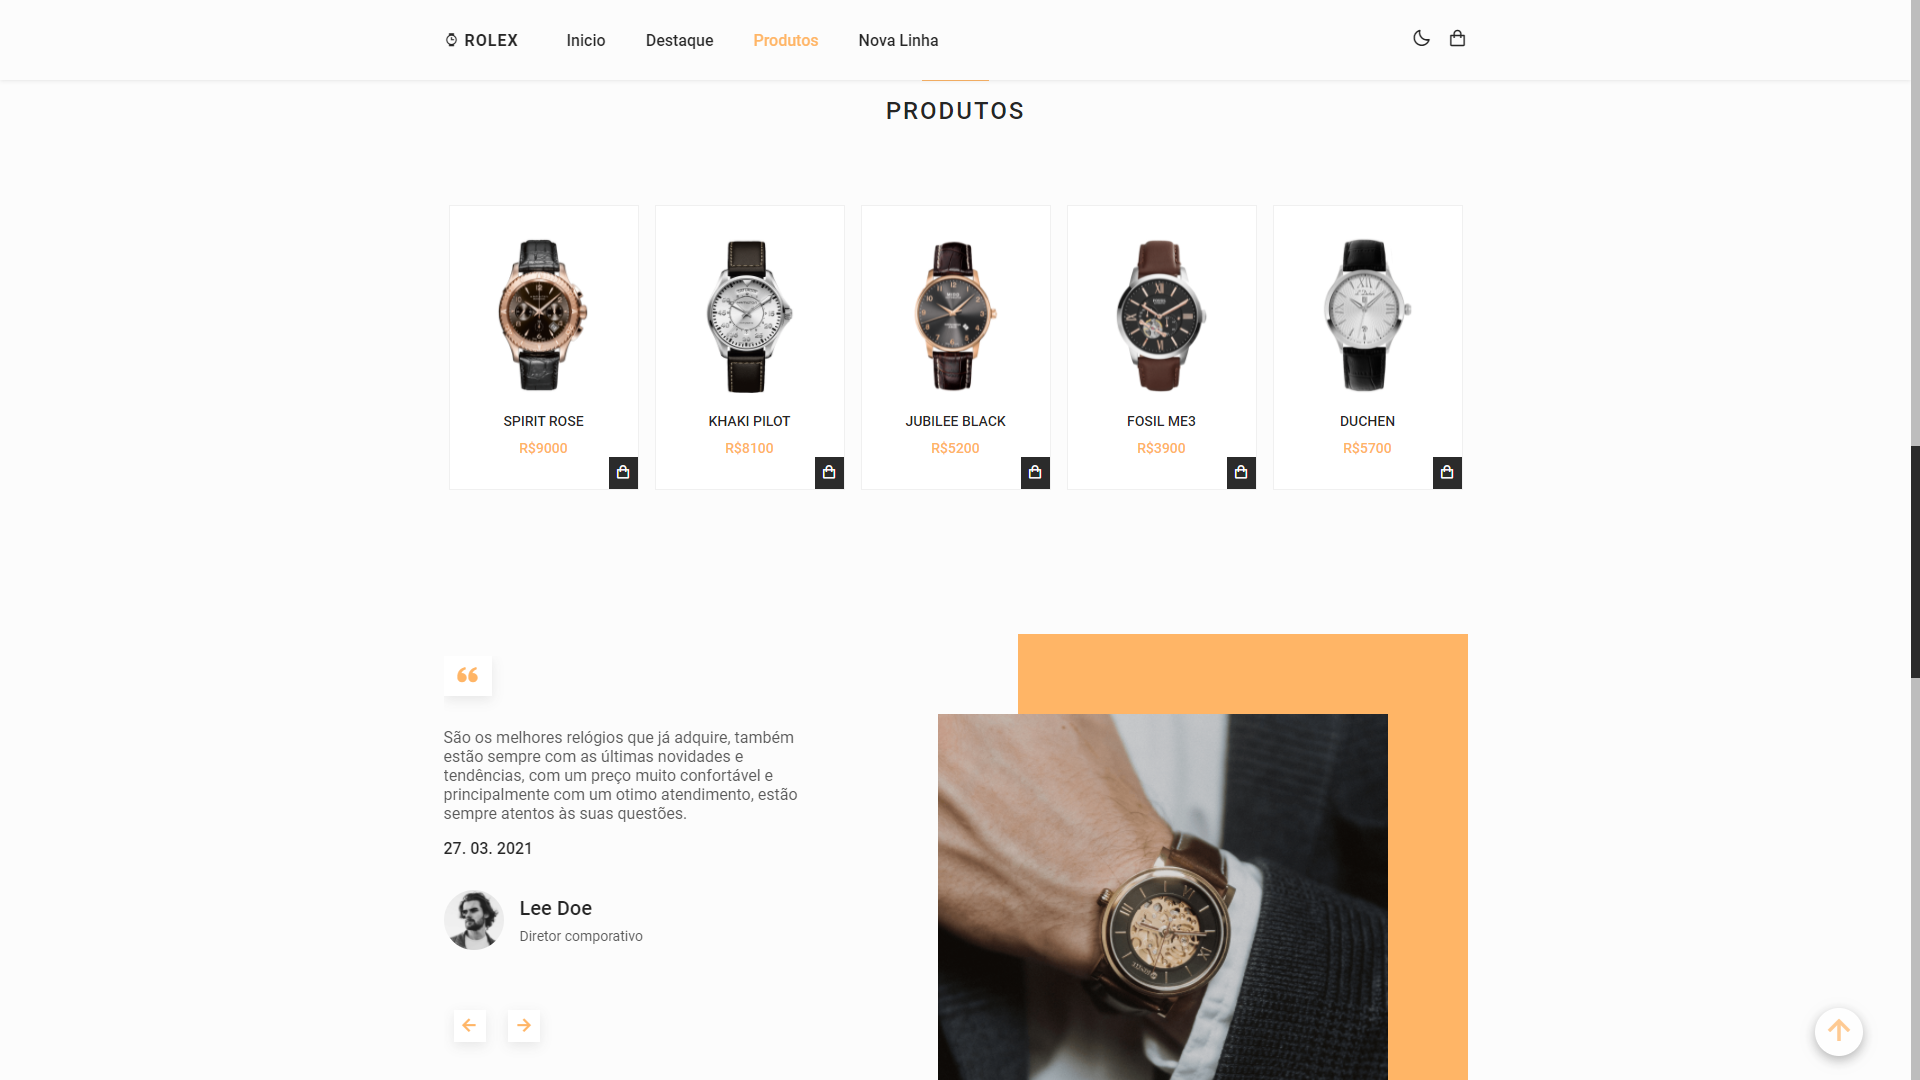 ROLEX
Inicio
Destaque
Produtos
Nova Linha
PRODUTOS
SPIRIT ROSE
R$9000
KHAKI PILOT
R$8100
JUBILEE BLACK
R$5200
FOSIL ME3
R$3900
DUCHEN
R$5700
São os melhores relógios que já adquire, também
estão sempre com as últimas novidades e
tendências, com um preço muito confortável e
principalmente com um otimo atendimento, estão
sempre atentos às suas questões.
27. 03. 2021
Lee Doe
Diretor comporativo